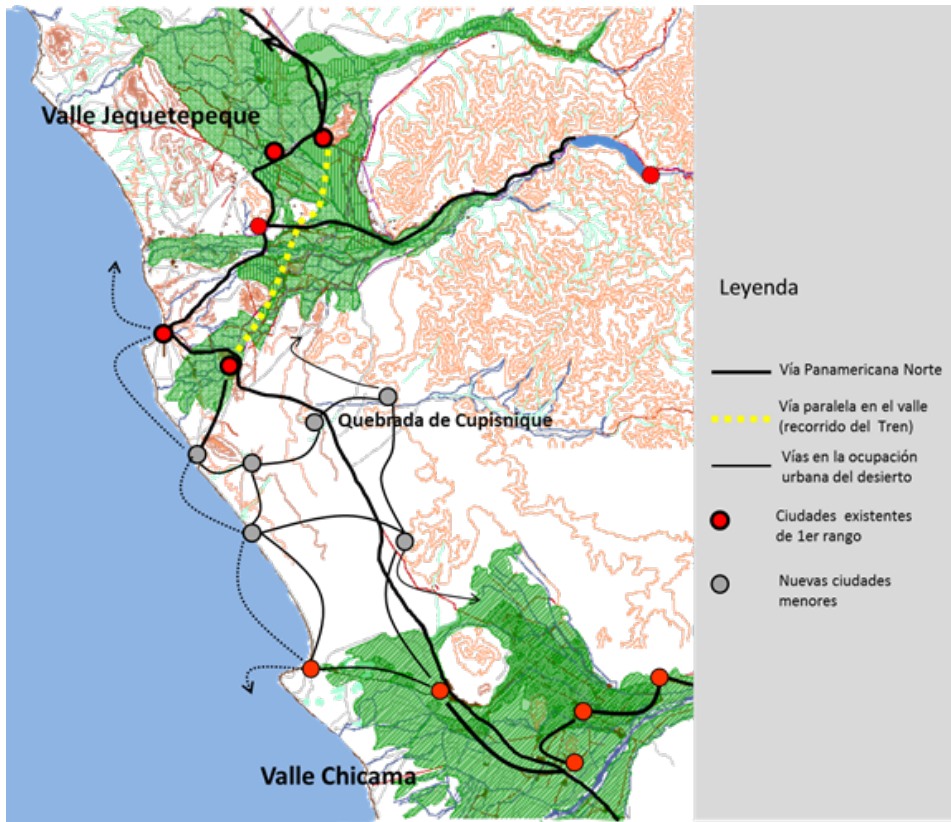 Valle Jequetepeque
Quebrada de Cupisnique
Valle Chicama
Leyenda
Vía Panamericana Norte
Vía paralela en el valle
(recorrido del Tren)
Vías en la ocupación
urbana del desierto
Ciudades existentes
de 1er rango
Nuevas ciudades
menores